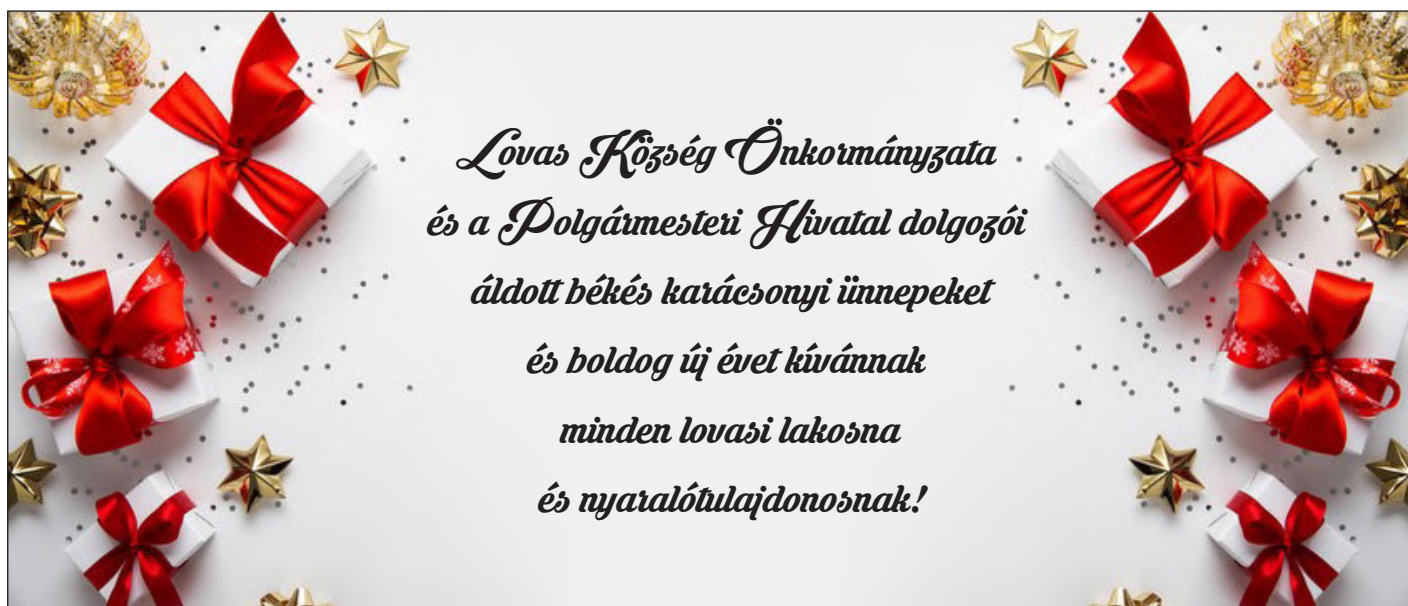 Lovas Község Önkormányzata
és a Polgármesteri Hivatal dolgozói
áldott békés karácsonyi ünnepeket
és boldog új évet kívánnak
minden lovasi lakosna
és nyaralótulajdonosnak!